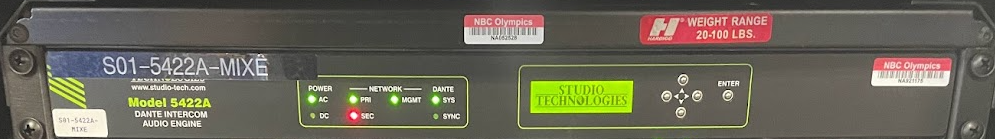 NBC Olympics
NA082528
HARDIGG
WEIGHT RANGE
20-100 LBS.
S01-5422A-MIXE
TECHNOLOGIES
www.studio-tech.com
Model 5422A
DANTE INTERCOM
AUDIO ENGINE
S01-5422A-
MIXE
POWER
NETWORK
DANTE
AC
PRI
MGMT
SYS
DC
SEC
SYNC
STUDIO
TECHNOLOGIES
ENTER
NBC Olympics